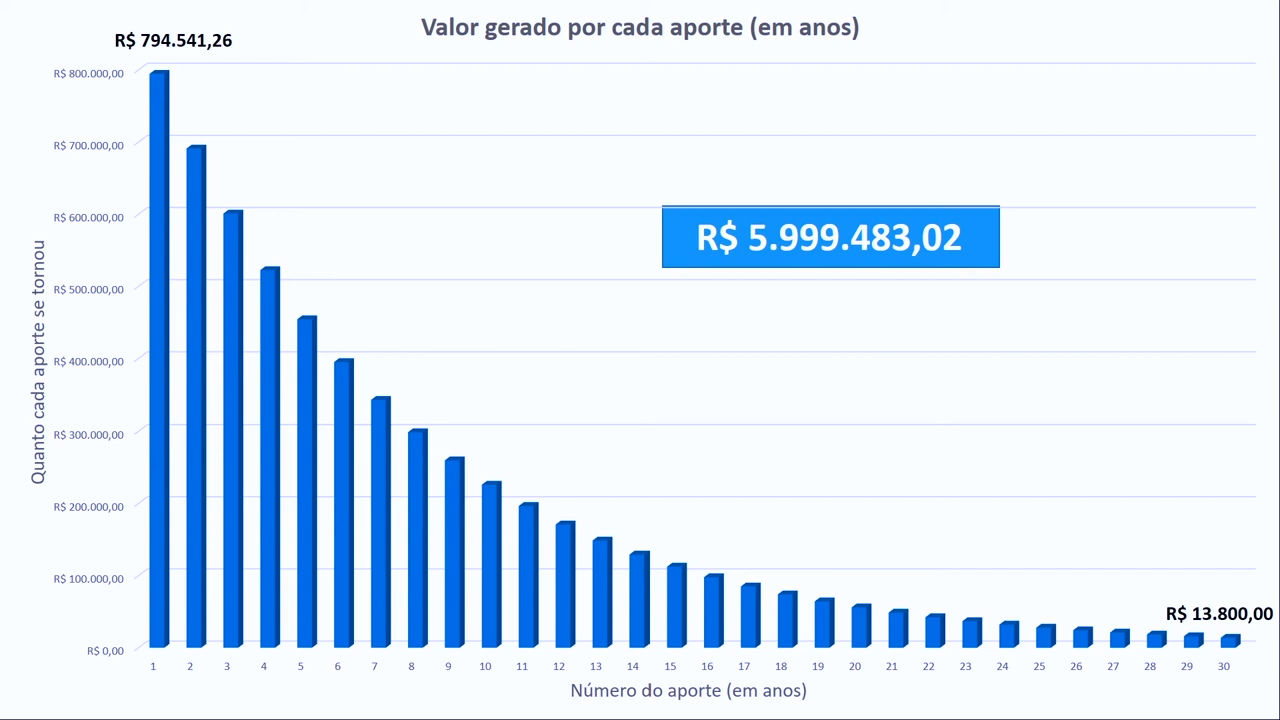 Valor gerado por cada aporte (em anos)
R$ 794.541,26
R$ 800.000,00
R$ 700.000,00
R$ 600.000,00
R$ 500.000,00
R$ 400.000,00
R$ 300.000,00
R$ 200.000,00
R$ 100.000,00
R$ 0,00
Quanto cada aporte se tornou
R$ 5.999.483,02
R$ 13.800,00
1 2 3 4 5 6 7 8 9 10 11 12 13 14 15 16 17 18 19 20 21 22 23 24 25 26 27 28 29 30
Número do aporte (em anos)